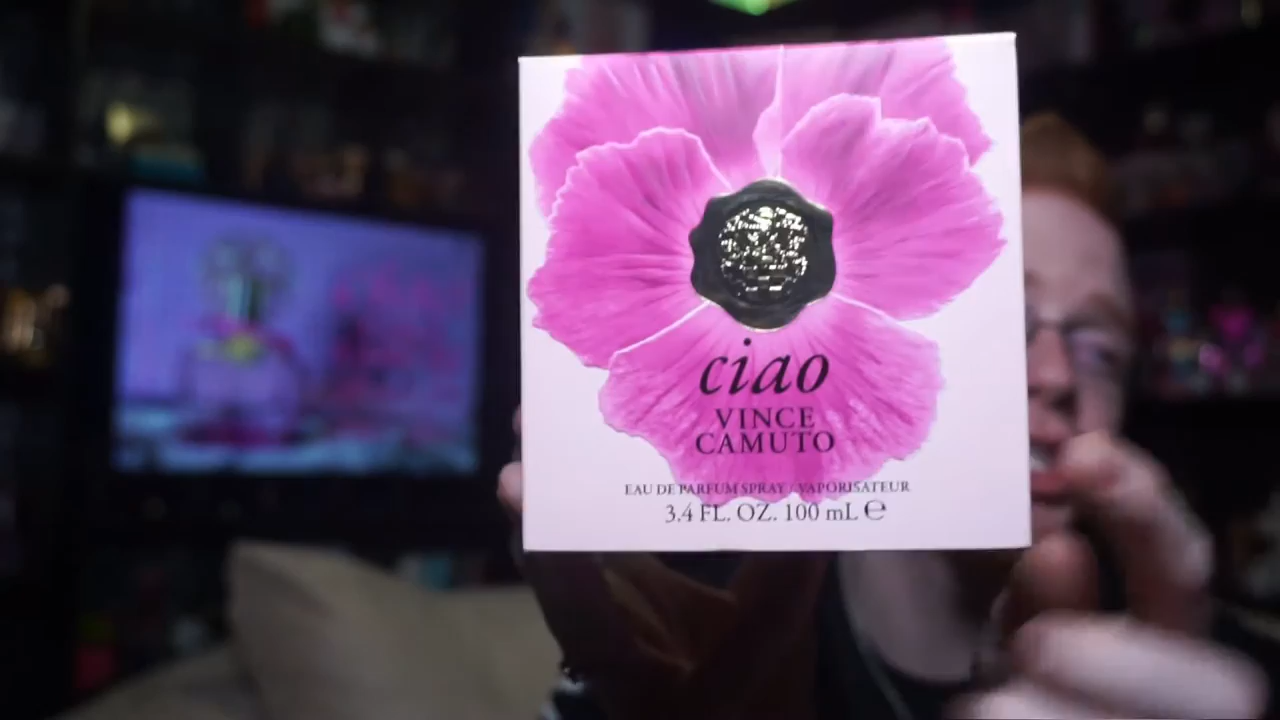 ciao
VINCE
CAMUTO
EAU DE PARFUM SPRAY / VAPORISATEUR
3.4 FL. OZ. 100 mL ℮